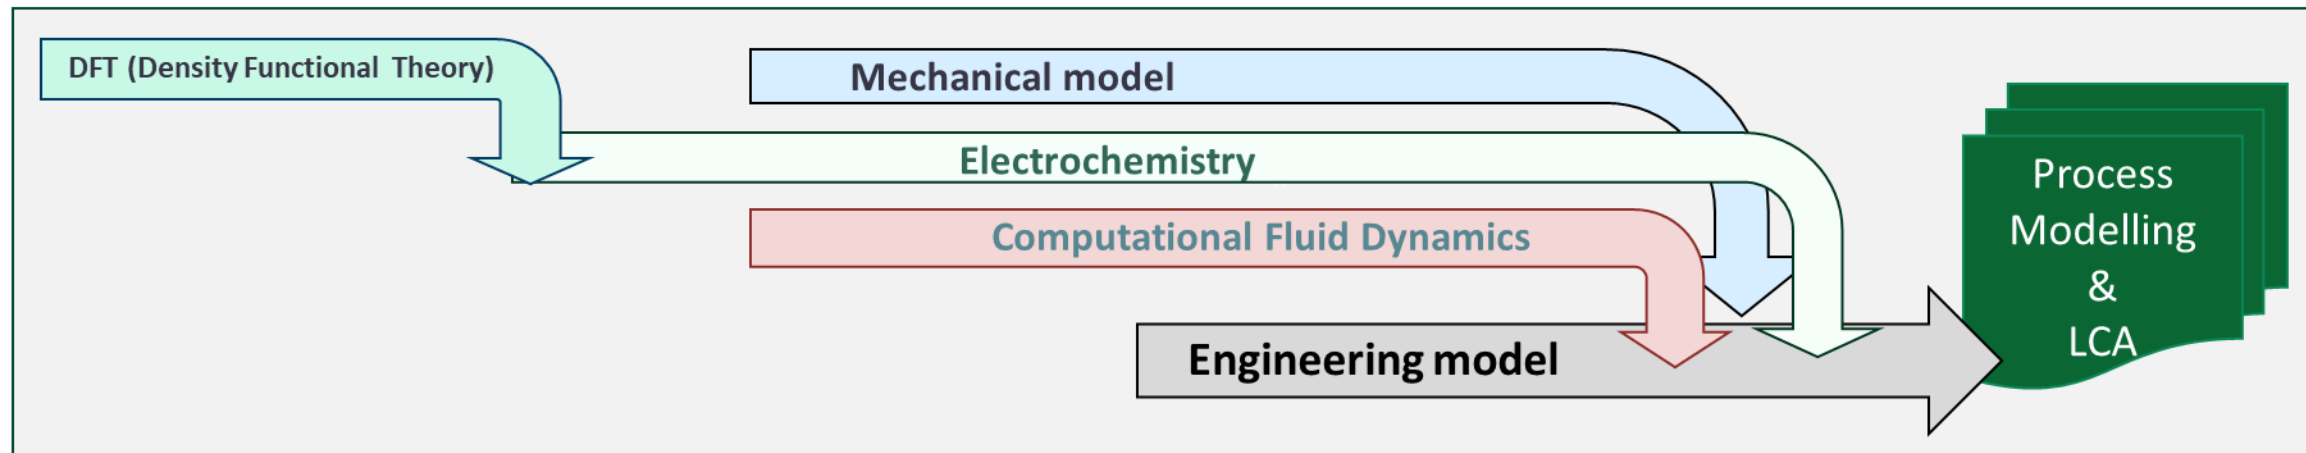 DFT (Density Functional Theory)
Mechanical model
Electrochemistry
Computational Fluid Dynamics
Engineering model
Process
Modelling
&
LCA